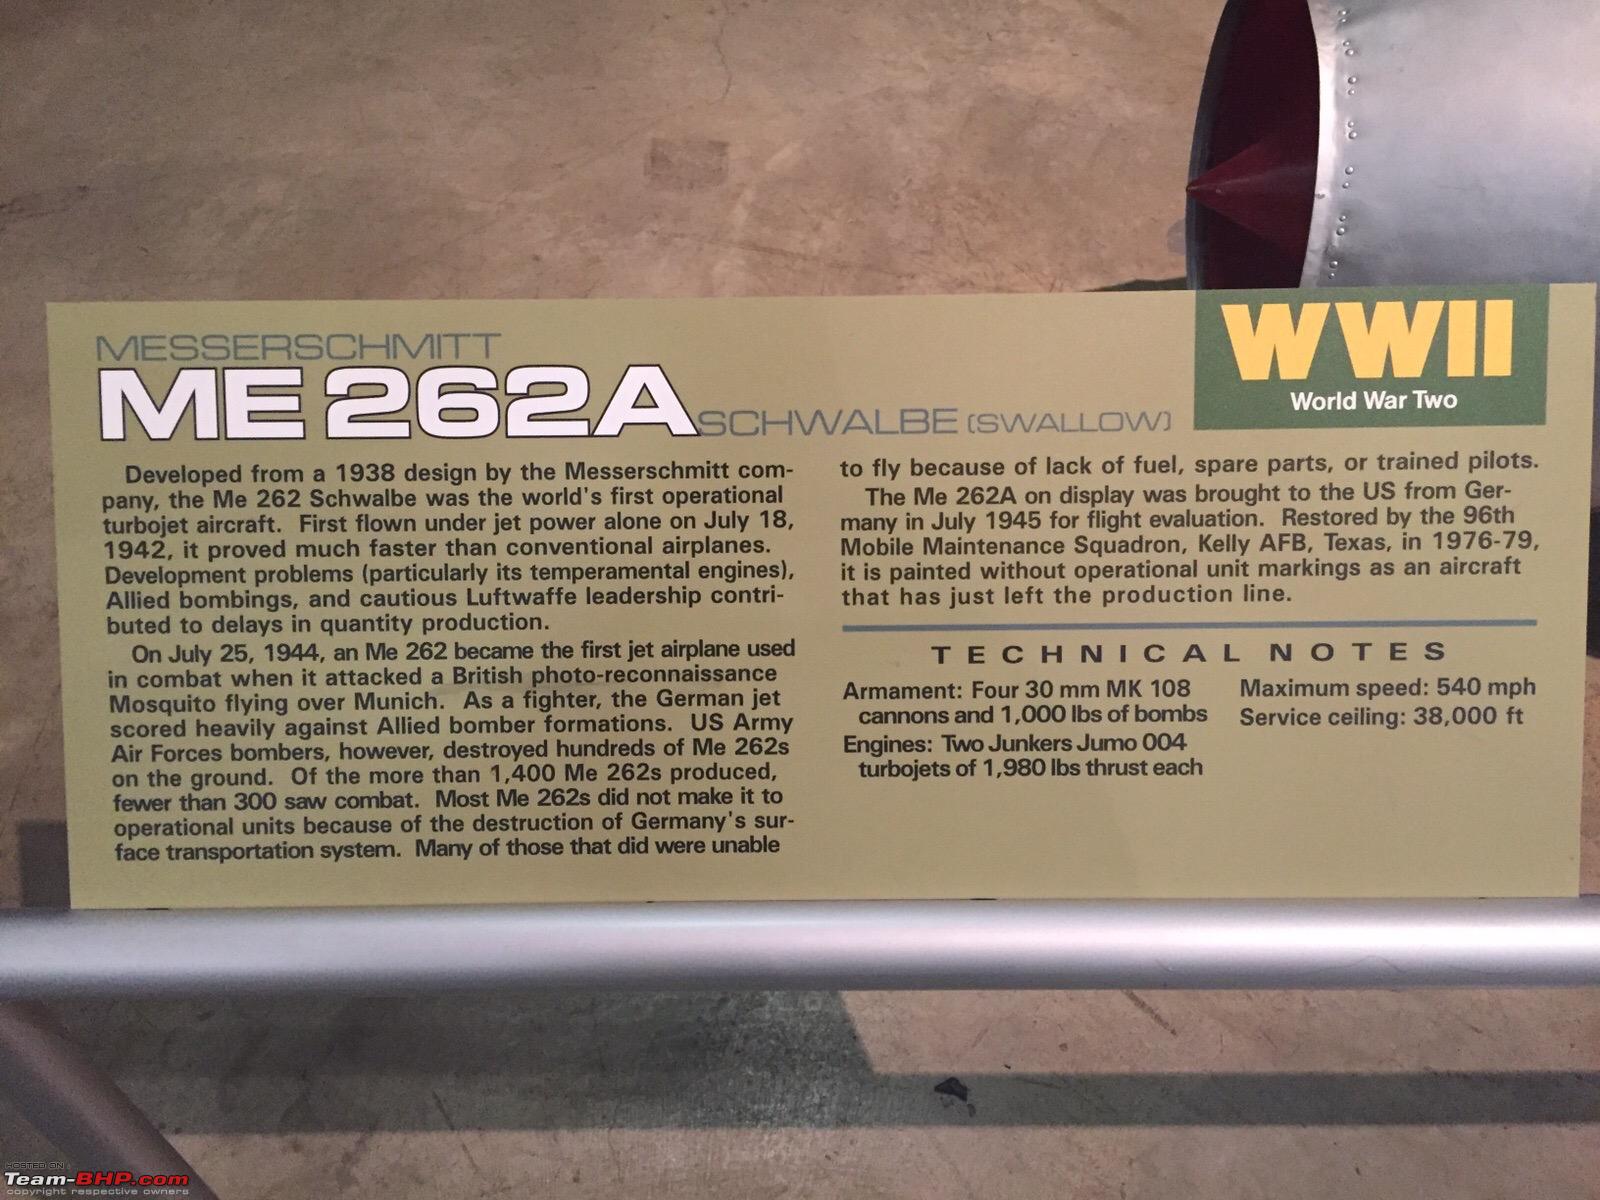 MESSERSCHMITT
ME 262A SCHWALBE (SWALLOW)
WWII
World War Two
Developed from a 1938 design by the Messerschmitt com-
pany, the Me 262 Schwalbe was the world's first operational
turbojet aircraft. First flown under jet power alone on July 18,
1942, it proved much faster than conventional airplanes.
Development problems (particularly its temperamental engines),
Allied bombings, and cautious Luftwaffe leadership contri-
buted to delays in quantity production.
On July 25, 1944, an Me 262 became the first jet airplane used
in combat when it attacked a British photo-reconnaissance
Mosquito flying over Munich. As a fighter, the German jet
scored heavily against Allied bomber formations. US Army
Air Forces bombers, however, destroyed hundreds of Me 262s
on the ground. Of the more than 1,400 Me 262s produced,
fewer than 300 saw combat. Most Me 262s did not make it to
operational units because of the destruction of Germany's sur-
face transportation system. Many of those that did were unable
to fly because of lack of fuel, spare parts, or trained pilots.
The Me 262A on display was brought to the US from Ger-
many in July 1945 for flight evaluation. Restored by the 96th
Mobile Maintenance Squadron, Kelly AFB, Texas, in 1976-79,
it is painted without operational unit markings as an aircraft
that has just left the production line.
TECHNICAL NOTES
Armament: Four 30 mm MK 108
cannons and 1,000 lbs of bombs
Engines: Two Junkers Jumo 004
turbojets of 1,980 lbs thrust each
Maximum speed: 540 mph
Service ceiling: 38,000 ft
HOSTED ON :
Team-BHP.com
copyright respective owners